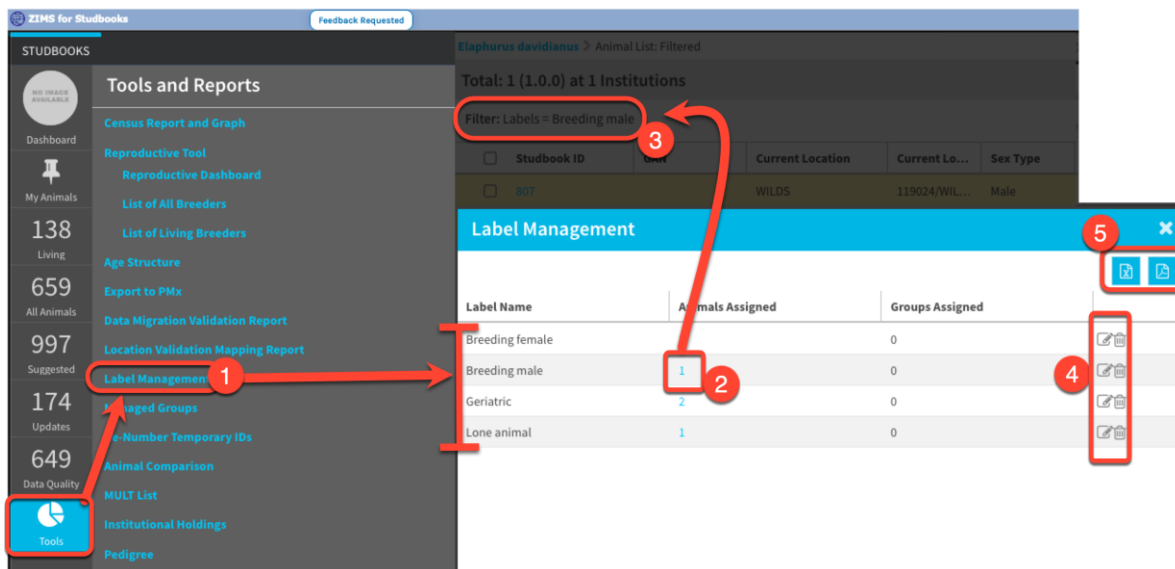 ZIMS for Studbooks
Feedback Requested
STUDBOOKS
NO IMAGE
AVAILABLE
Dashboard
My Animals
138
Living
659
All Animals
997
Suggested
174
Updates
649
Data Quality
Tools
Tools and Reports
Census Report and Graph
Reproductive Tool
Reproductive Dashboard
List of All Breeders
List of Living Breeders
Age Structure
Export to PMx
Data Migration Validation Report
Location Validation Mapping Report
Label Management
1
Managed Groups
Re-Number Temporary IDs
Animal Comparison
MULT List
Institutional Holdings
Pedigree
Elaphurus davidianus > Animal List: Filtered
Total: 1 (1.0.0) at 1 Institutions
Filter: Labels = Breeding male
3
Studbook ID GAN Current Location Current Lo... Sex Type
807 WILDS 119024/WIL... Male
Label Management
5
Label Name Animals Assigned Groups Assigned
Breeding female 0
Breeding male 1 0
2
4
Geriatric 2 0
Lone animal 1 0